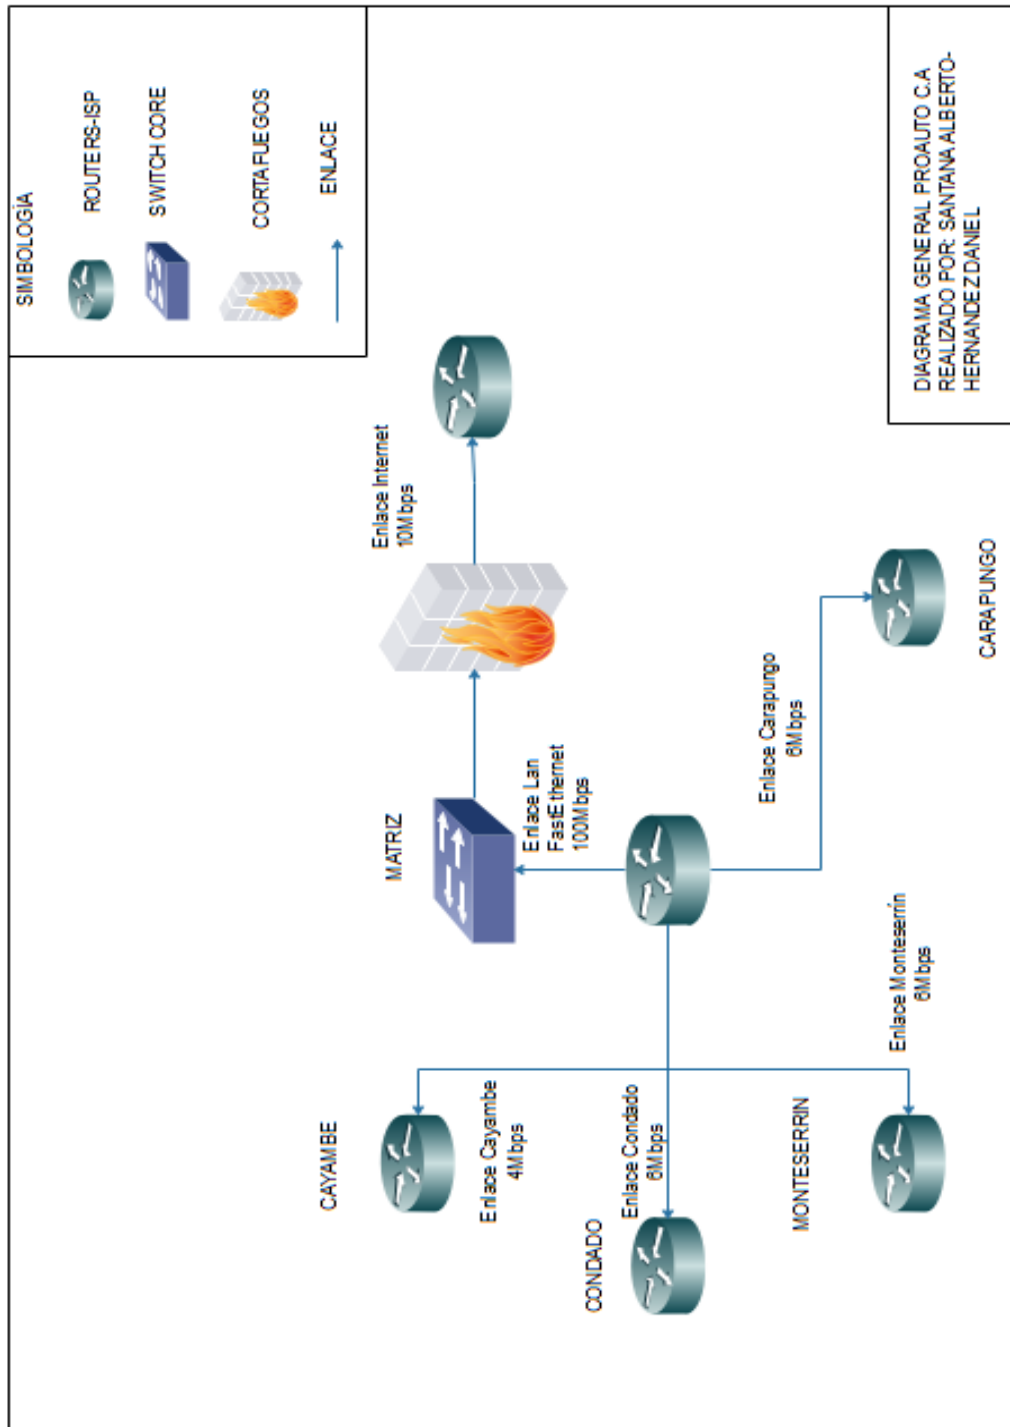 SIMBOLOGÍA
ROUTERS-ISP
SWITCH CORE
CORTAFUEGOS
ENLACE
CAYAMBE
Enlace Cayambe
4Mbps
CONDADO
Enlace Condado
6Mbps
MONTESERRIN
Enlace Monteserrín
6Mbps
MATRIZ
Enlace Lan
FastEthernet
100Mbps
Enlace Internet
10Mbps
Enlace Carapungo
6Mbps
CARAPUNGO
DIAGRAMA GENERAL PROAUTO C.A
REALIZADO POR: SANTANA ALBERTO-
HERNANDEZ DANIEL